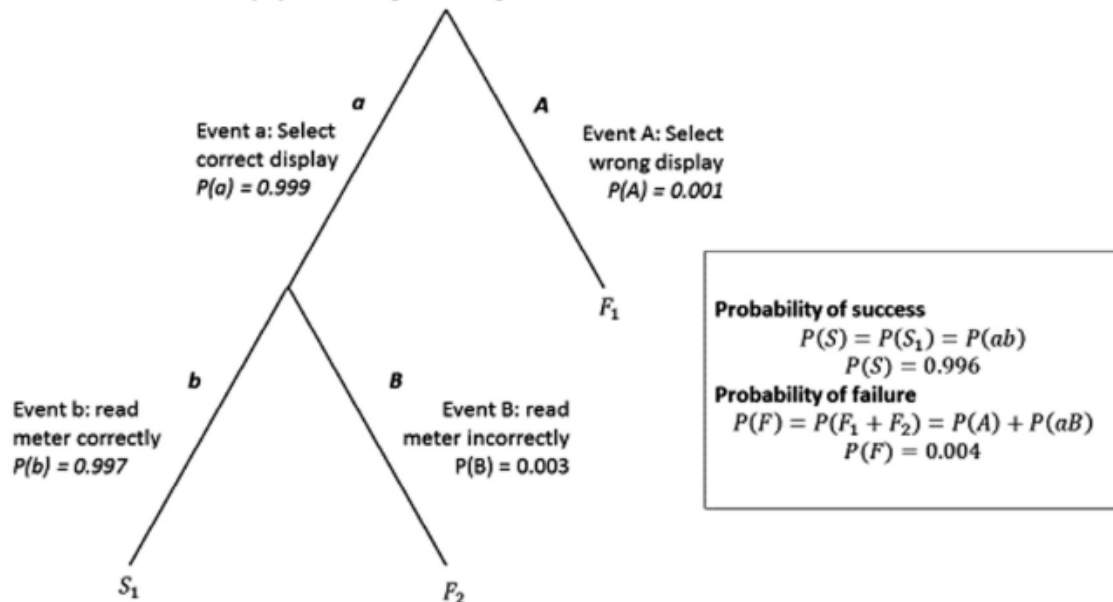 a
A
Event a: Select
correct display
P(a) = 0.999
Event A: Select
wrong display
P(A) = 0.001
F₁
b
B
Event b: read
meter correctly
P(b) = 0.997
Event B: read
meter incorrectly
P(B) = 0.003
S₁
F₂
Probability of success
P(S) = P(S₁) = P(ab)
P(S) = 0.996
Probability of failure
P(F) = P(F₁ + F₂) = P(A) + P(aB)
P(F) = 0.004